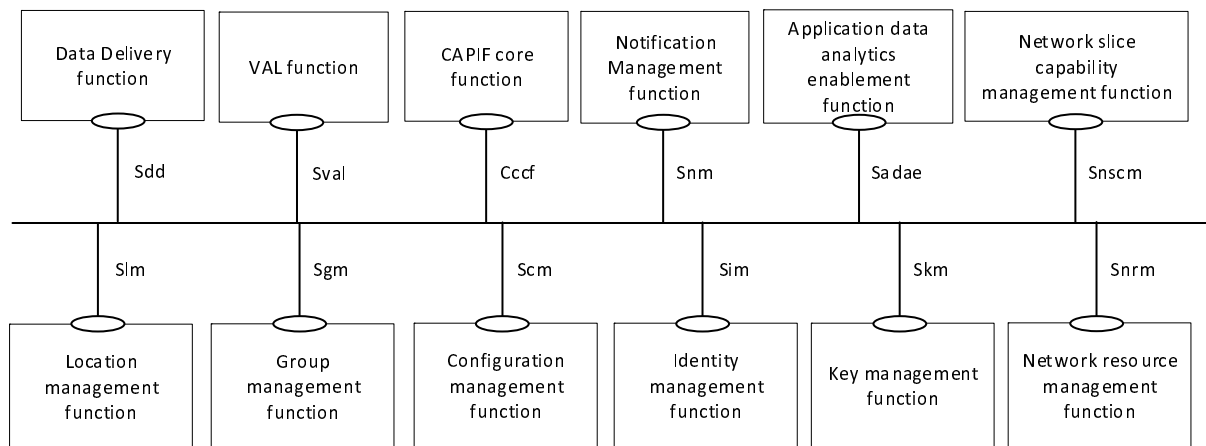 Data Delivery
function
VAL function
CAPIF core
function
Notification
Management
function
Application data
analytics
enablement
function
Network slice
capability
management function
Sdd
Sval
Cccf
Snm
Sadae
Snscm
Slm
Sgm
Scm
Sim
Skm
Snrm
Location
management
function
Group
management
function
Configuration
management
function
Identity
management
function
Key management
function
Network resource
management
function